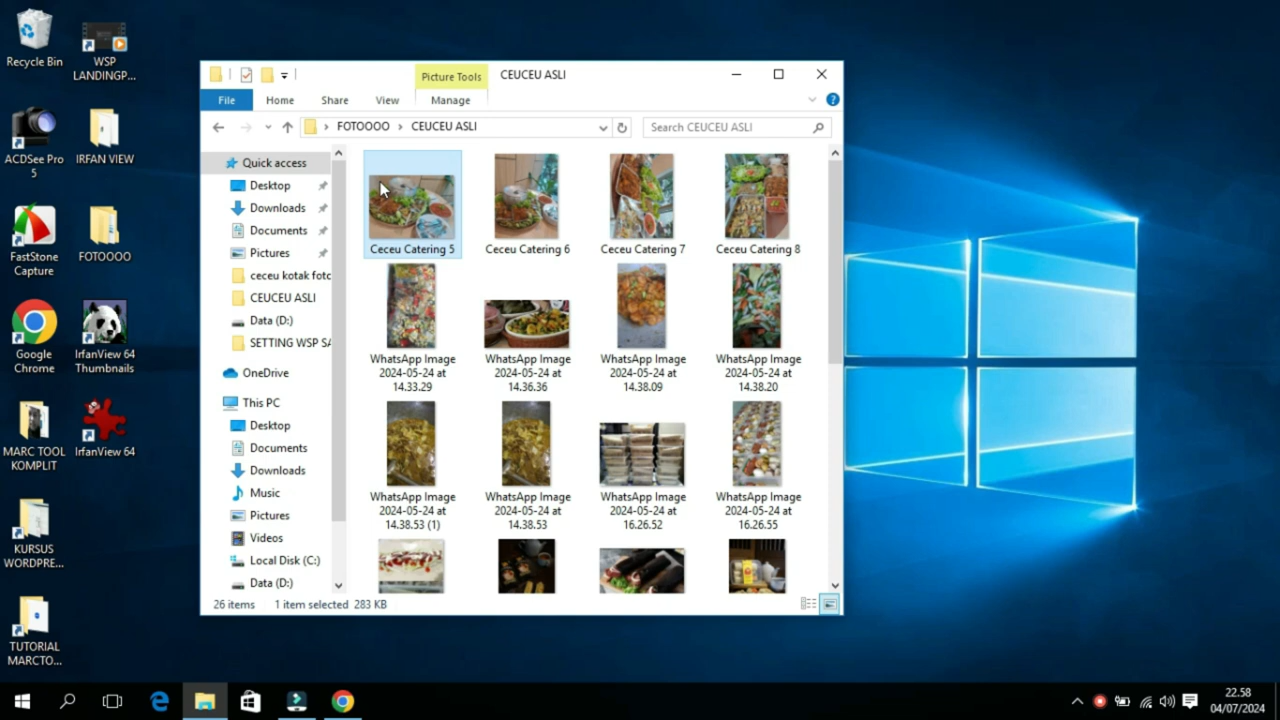 Recycle Bin
WSP
LANDINGP...
ACDSee Pro
5
IRFAN VIEW
FastStone
Capture
FOTOOOO
Google
Chrome
IrfanView 64
Thumbnails
MARC TOOL
KOMPLIT
IrfanView 64
KURSUS
WORDPRE...
TUTORIAL
MARCTO...
Picture Tools
CEUCEU ASLI
File
Home
Share
View
Manage
FOTOOOO
CEUCEU ASLI
Search CEUCEU ASLI
Quick access
Desktop
Downloads
Documents
Pictures
ceceu kotak foto
CEUCEU ASLI
Data (D:)
SETTING WSP SA
OneDrive
This PC
Desktop
Documents
Downloads
Music
Pictures
Videos
Local Disk (C:)
Data (D:)
Ceceu Catering 5
Ceceu Catering 6
Ceceu Catering 7
Ceceu Catering 8
WhatsApp Image
2024-05-24 at
14.33.29
WhatsApp Image
2024-05-24 at
14.36.36
WhatsApp Image
2024-05-24 at
14.38.09
WhatsApp Image
2024-05-24 at
14.38.20
WhatsApp Image
2024-05-24 at
14.38.53 (1)
WhatsApp Image
2024-05-24 at
14.38.53
WhatsApp Image
2024-05-24 at
16.26.52
WhatsApp Image
2024-05-24 at
16.26.55
26 items
1 item selected 283 KB
22.58
04/07/2024